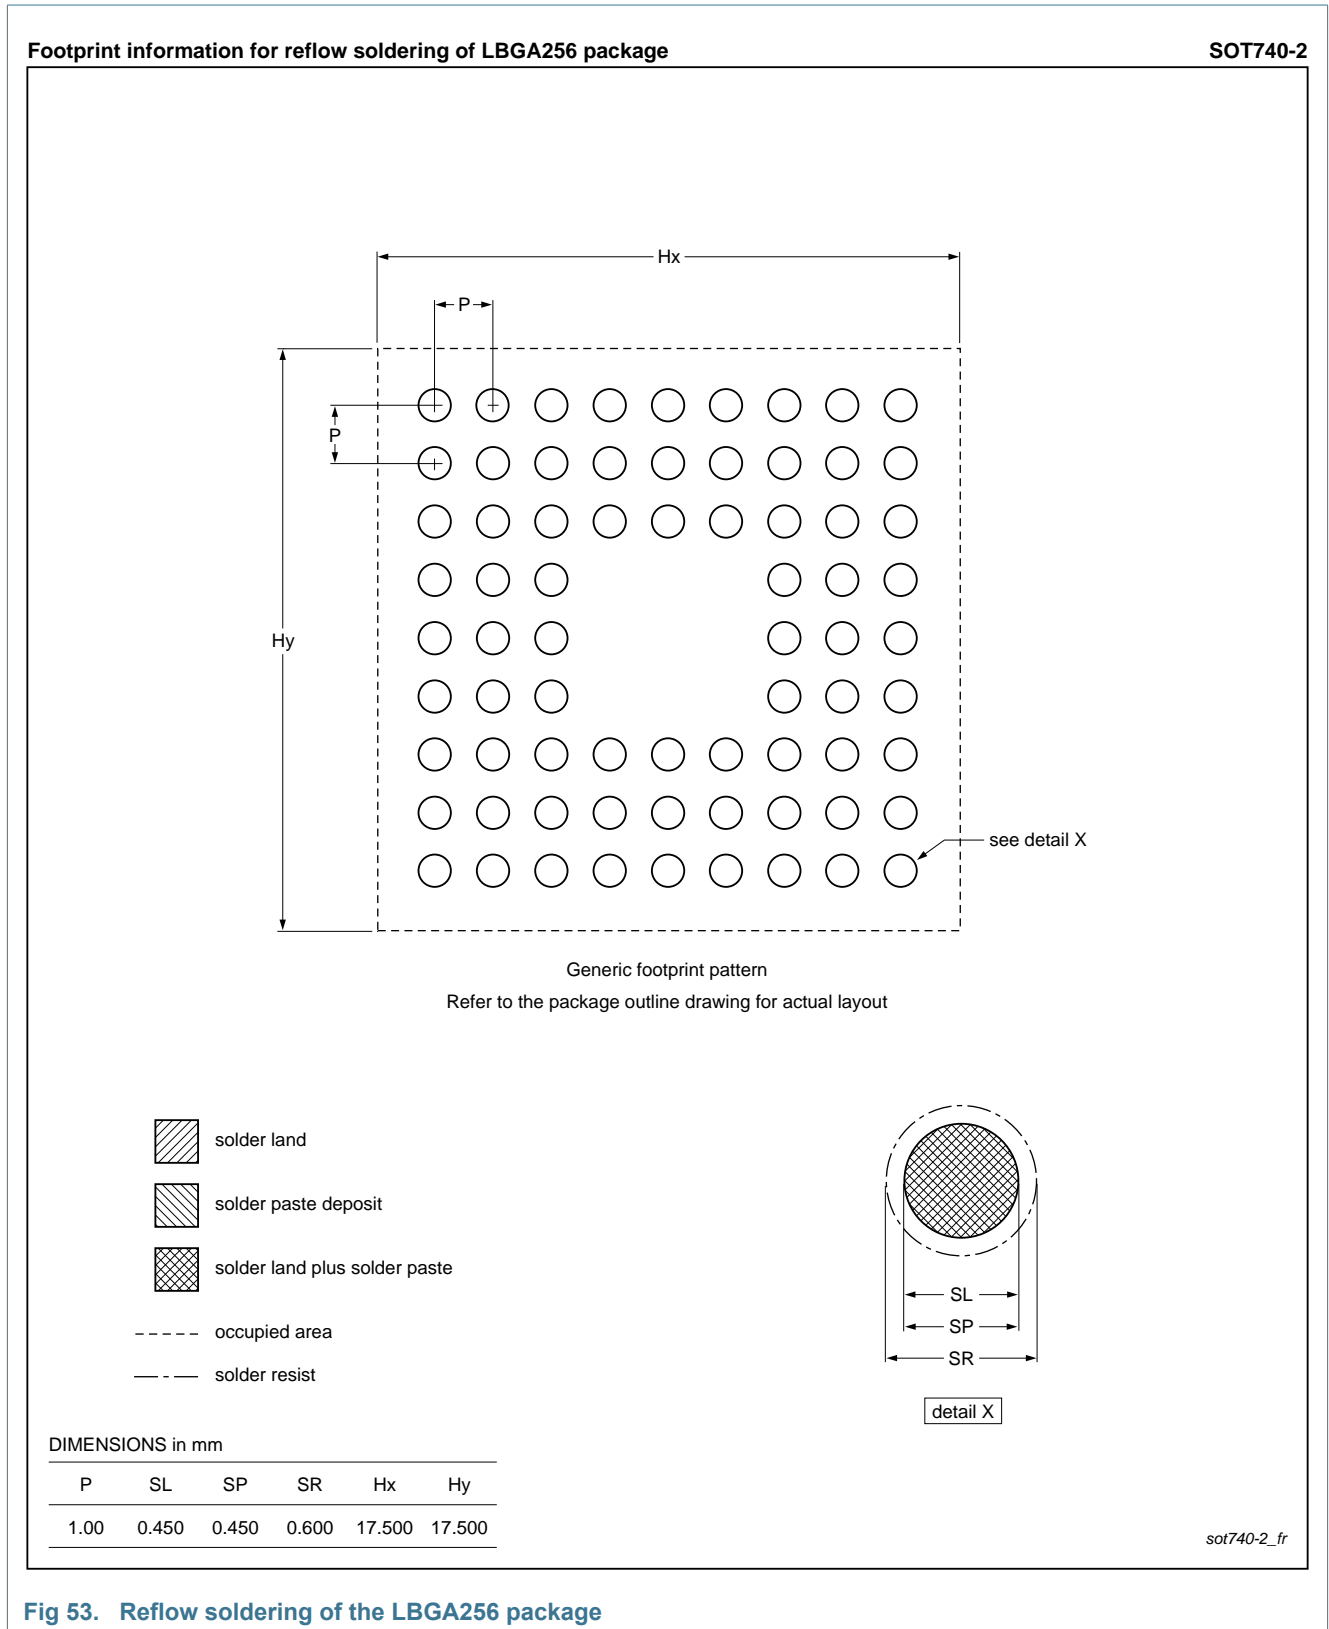 Footprint information for reflow soldering of LBGA256 package SOT740-2
Hx
P
P
Hy
see detail X
Generic footprint pattern
Refer to the package outline drawing for actual layout
solder land
solder paste deposit
solder land plus solder paste
occupied area
solder resist
SL
SP
SR
detail X
DIMENSIONS in mm
P SL SP SR Hx Hy
1.00 0.450 0.450 0.600 17.500 17.500
sot740-2_fr
Fig 53. Reflow soldering of the LBGA256 package